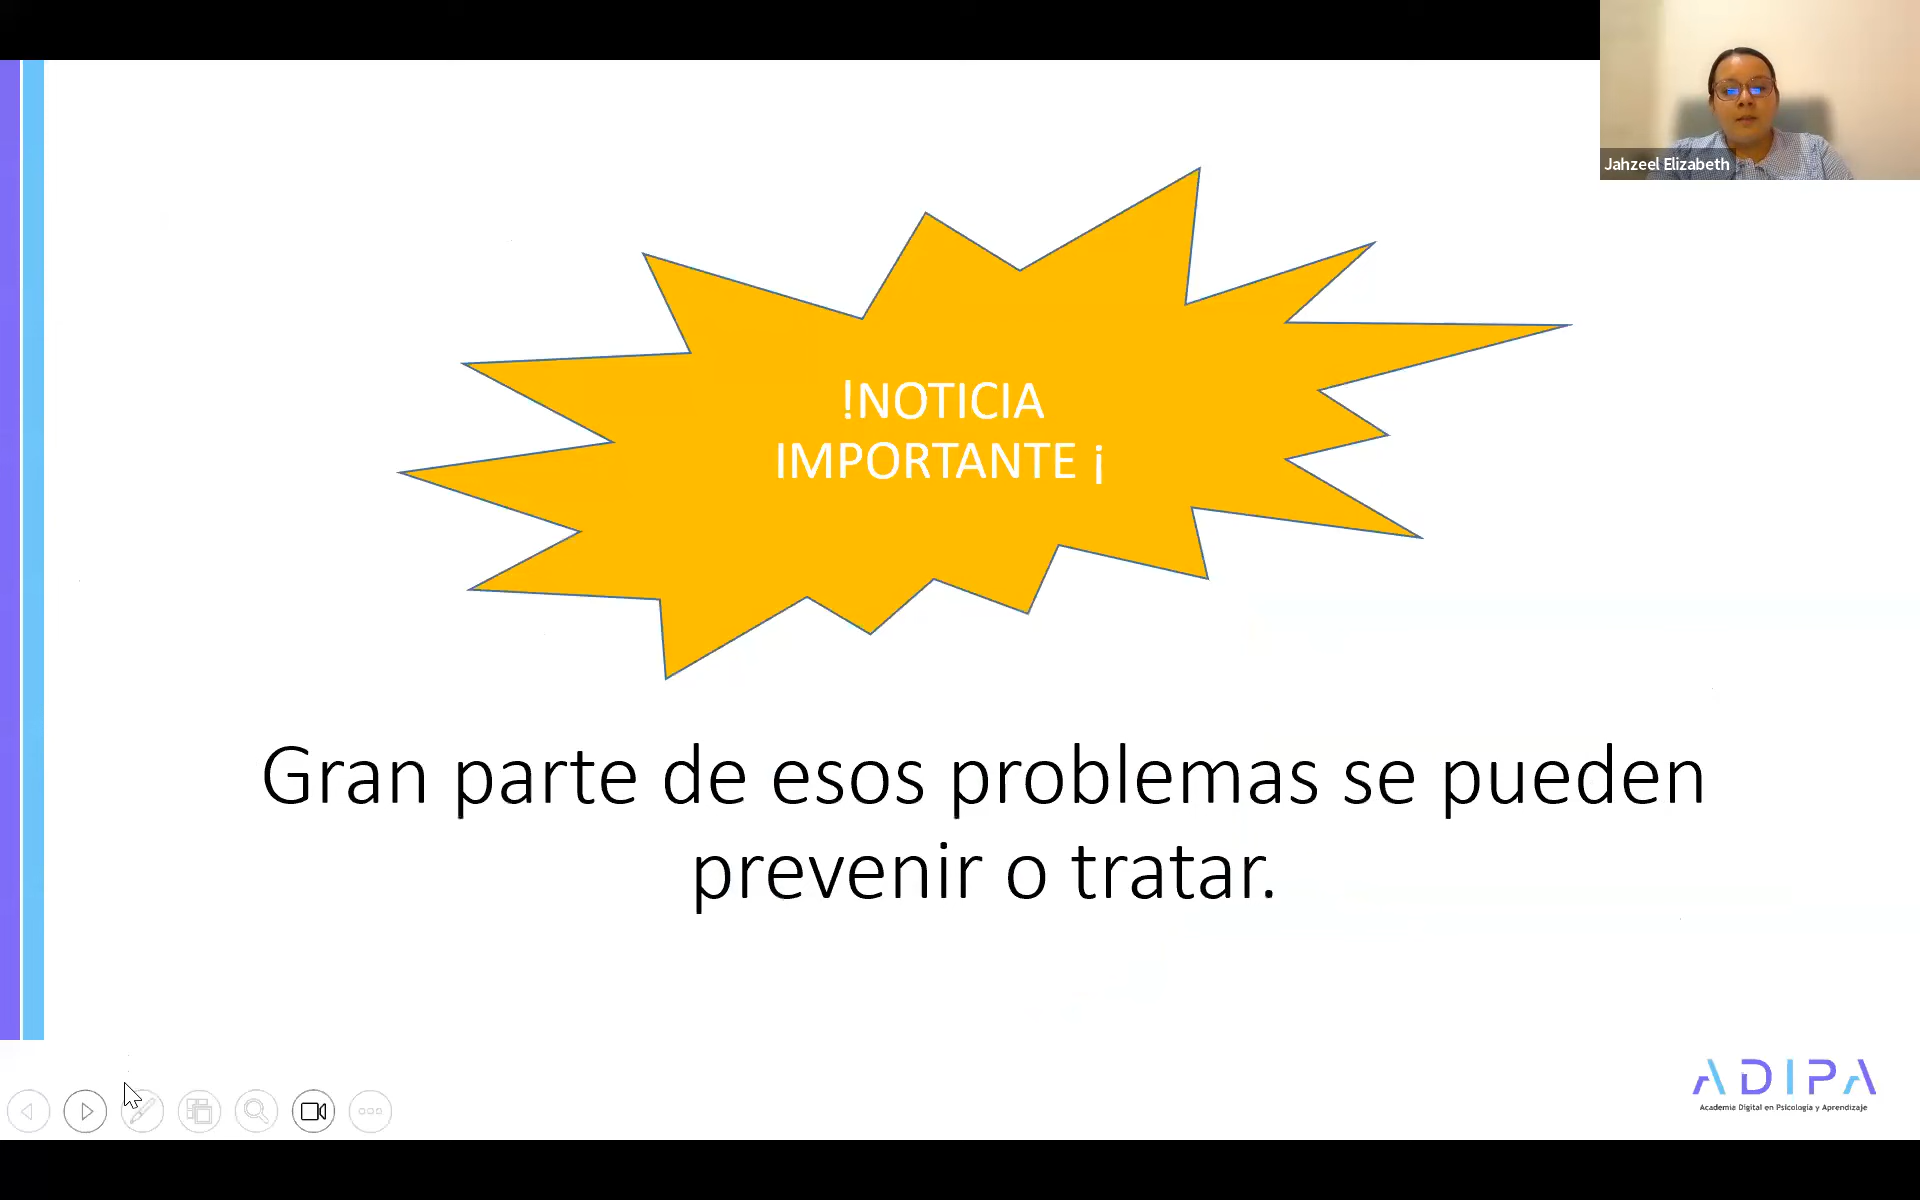 Jahzeel Elizabeth
!NOTICIA
IMPORTANTE ¡
Gran parte de esos problemas se pueden
prevenir o tratar.
ADIPA
Academia Digital en Psicología y Aprendizaje